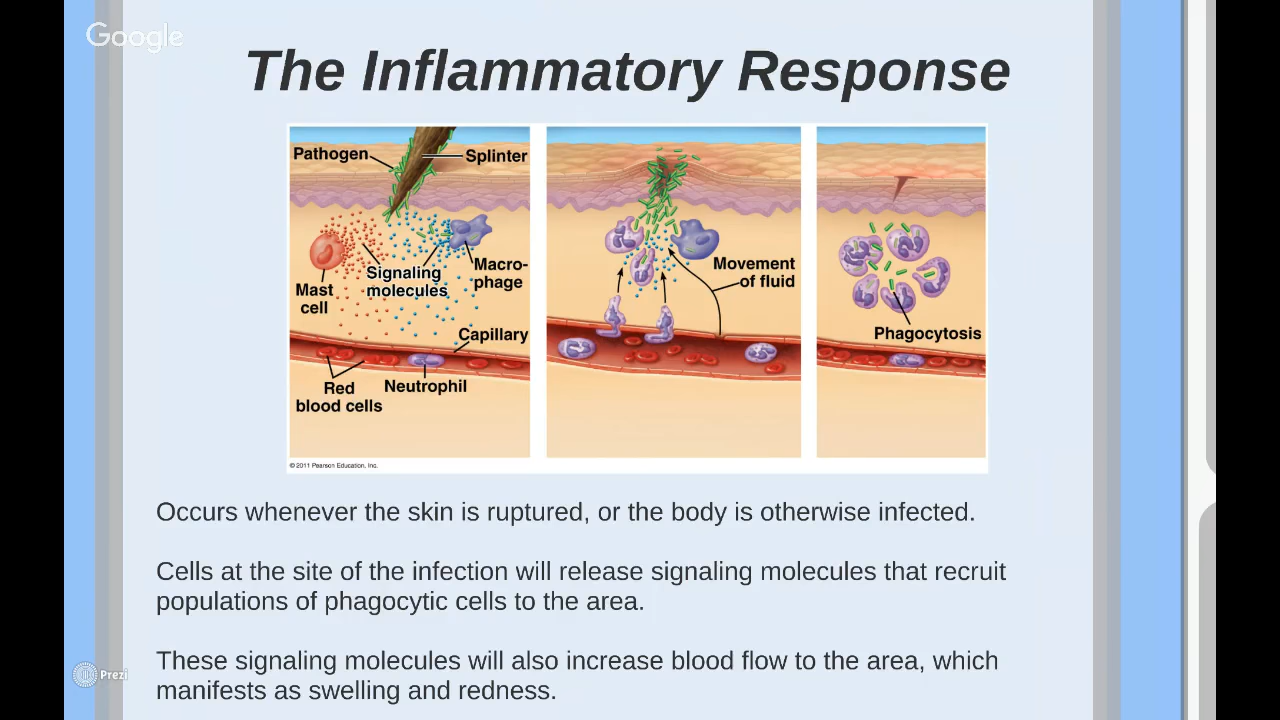 Google
The Inflammatory Response
Pathogen
Splinter
Signaling
molecules
Macro-
phage
Mast
cell
Capillary
Red
blood cells
Neutrophil
Movement
of fluid
Phagocytosis
© 2011 Pearson Education, Inc.
Occurs whenever the skin is ruptured, or the body is otherwise infected.
Cells at the site of the infection will release signaling molecules that recruit
populations of phagocytic cells to the area.
These signaling molecules will also increase blood flow to the area, which
manifests as swelling and redness.
Prezi